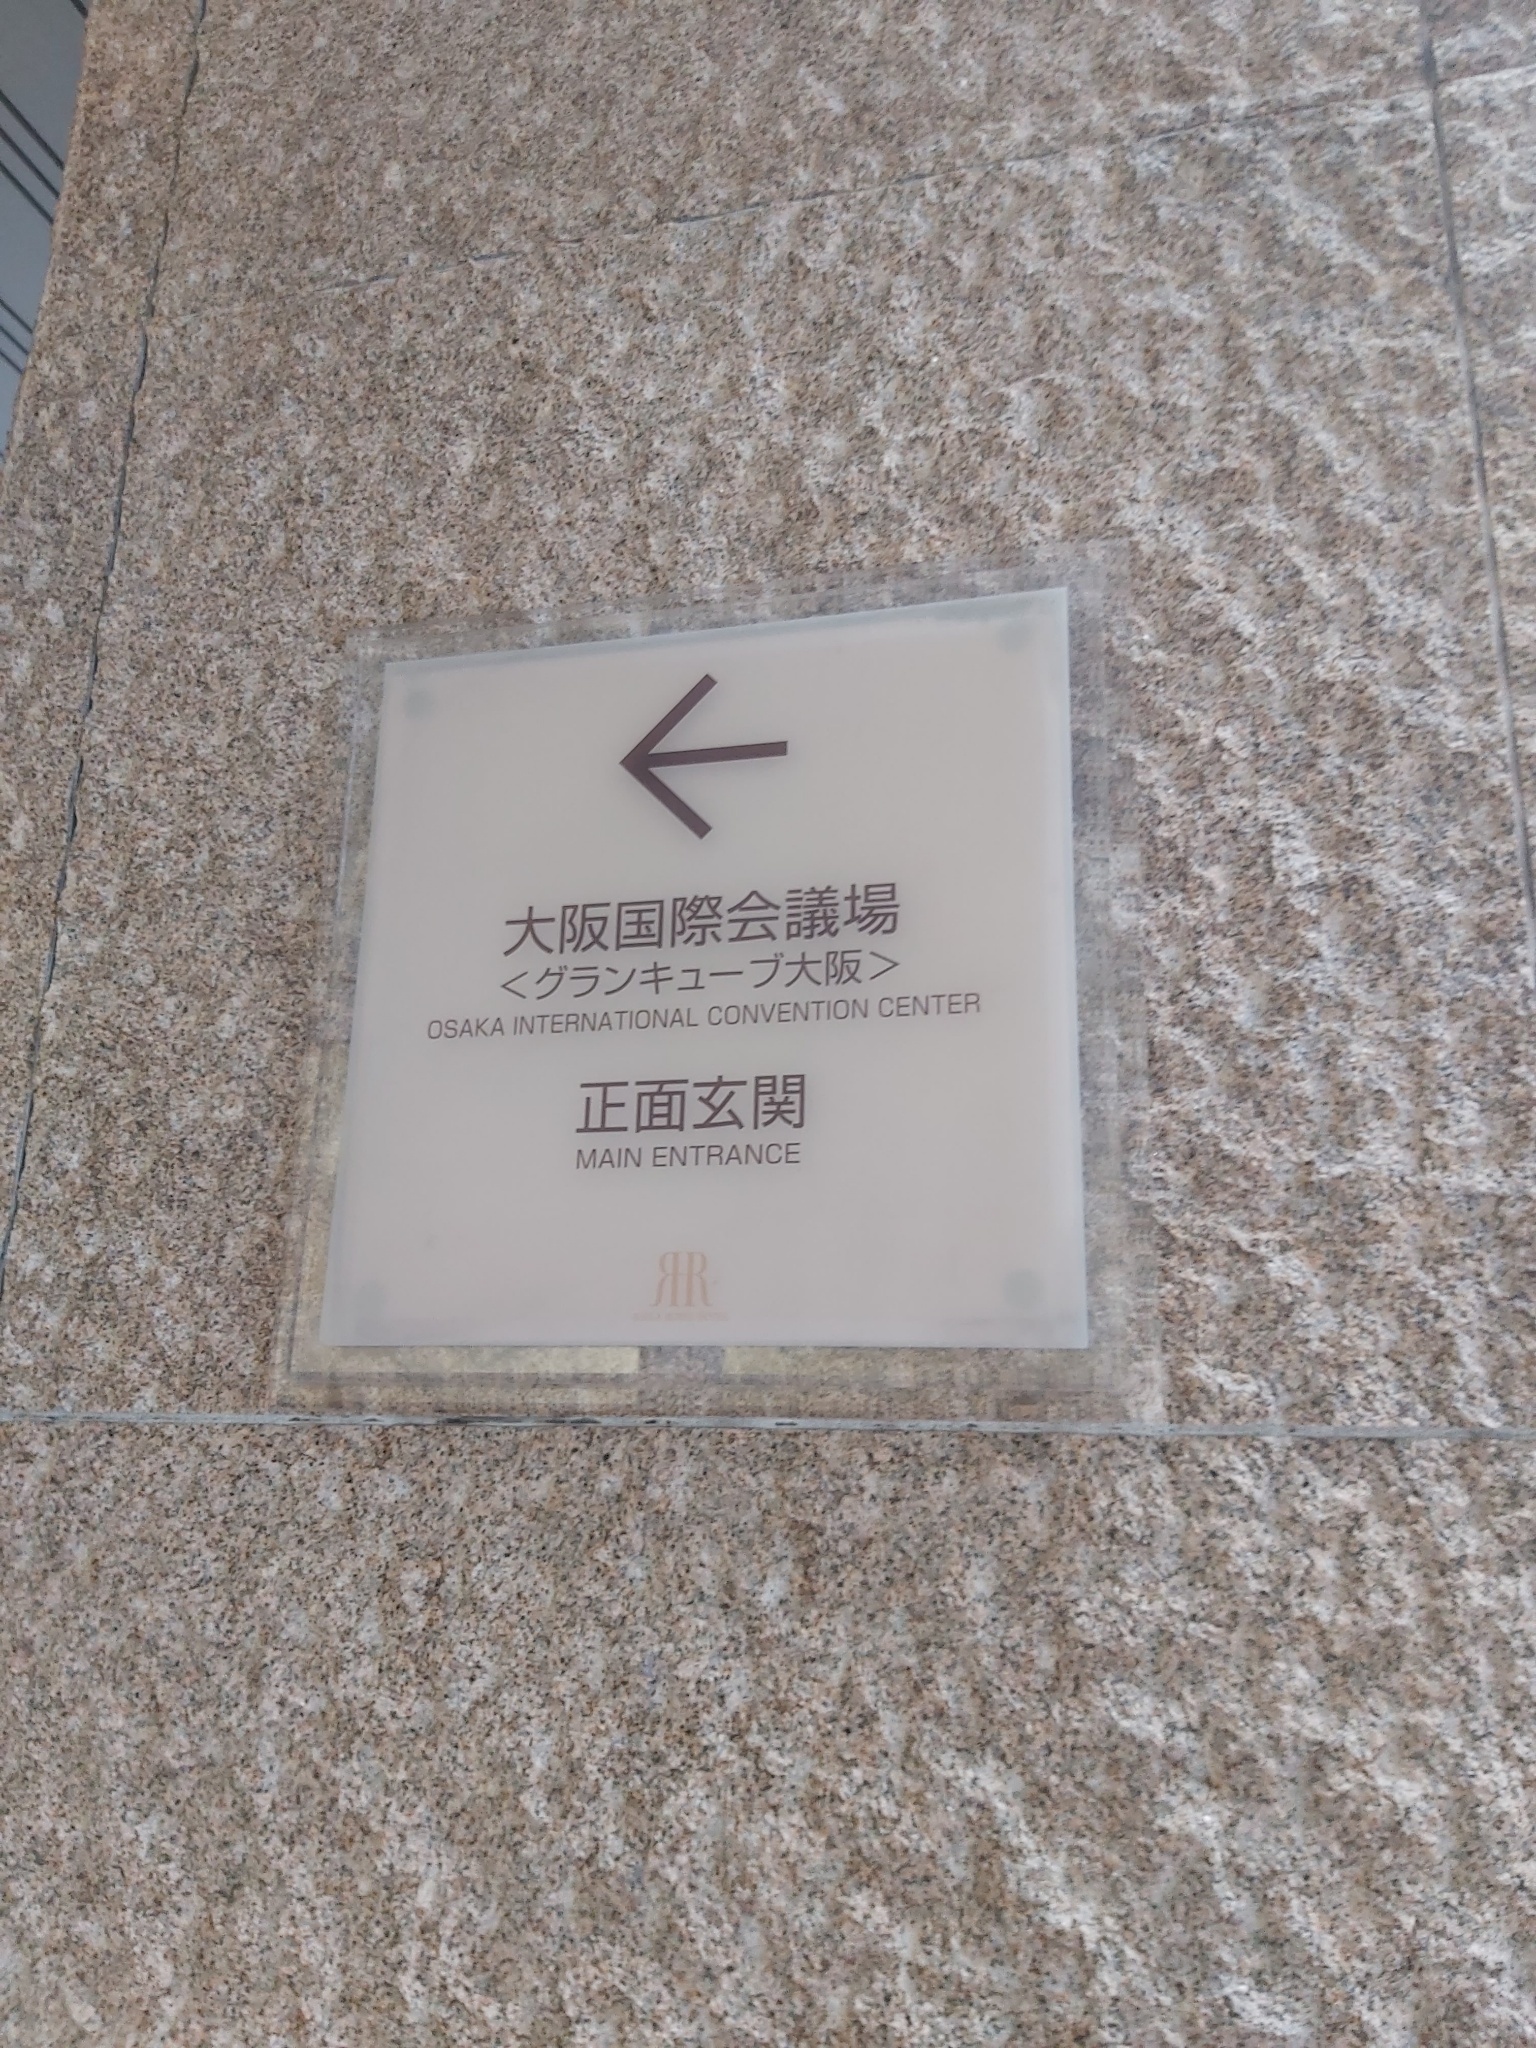 大阪国際会議場
＜グランキューブ大阪＞
OSAKA INTERNATIONAL CONVENTION CENTER
正面玄関
MAIN ENTRANCE